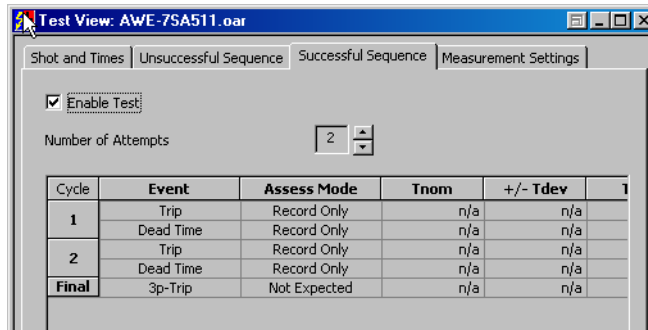 Test View: AWE-7SA511.oar
Shot and Times Unsuccessful Sequence Successful Sequence Measurement Settings
Enable Test
Number of Attempts 2
Cycle Event Assess Mode Tnom +/- Tdev T
1 Trip Record Only n/a n/a
Dead Time Record Only n/a n/a
2 Trip Record Only n/a n/a
Dead Time Record Only n/a n/a
Final 3p-Trip Not Expected n/a n/a